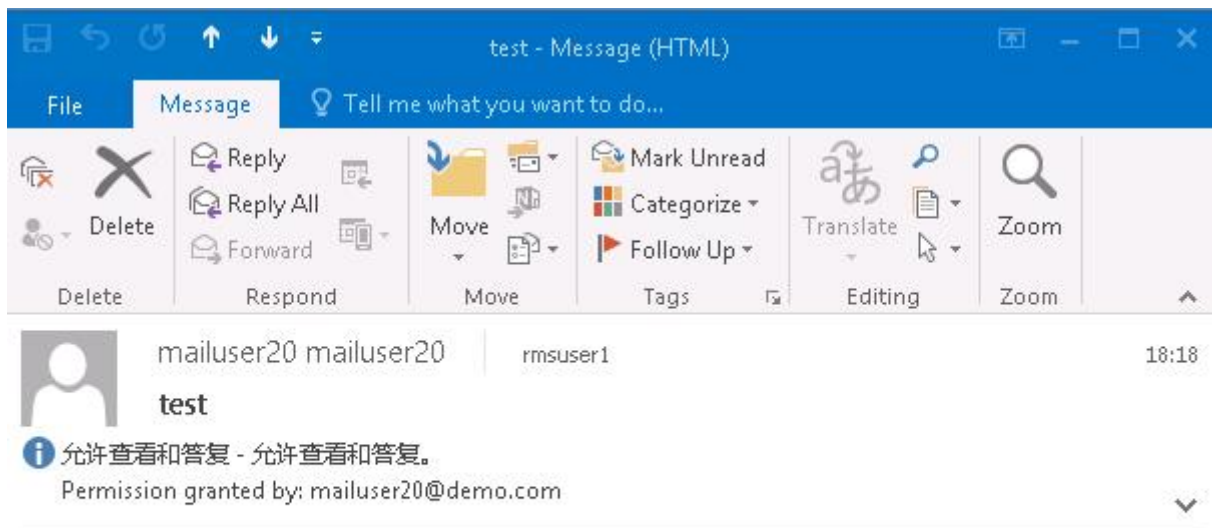 test - Message (HTML)
File Message Tell me what you want to do...
Delete
Reply
Reply All
Forward
Move
Mark Unread
Categorize
Follow Up
Translate
Zoom
Delete Respond Move Tags Editing Zoom
mailuser20 mailuser20 rmsuser1 18:18
test
允许查看和答复 - 允许查看和答复。
Permission granted by: mailuser20@demo.com